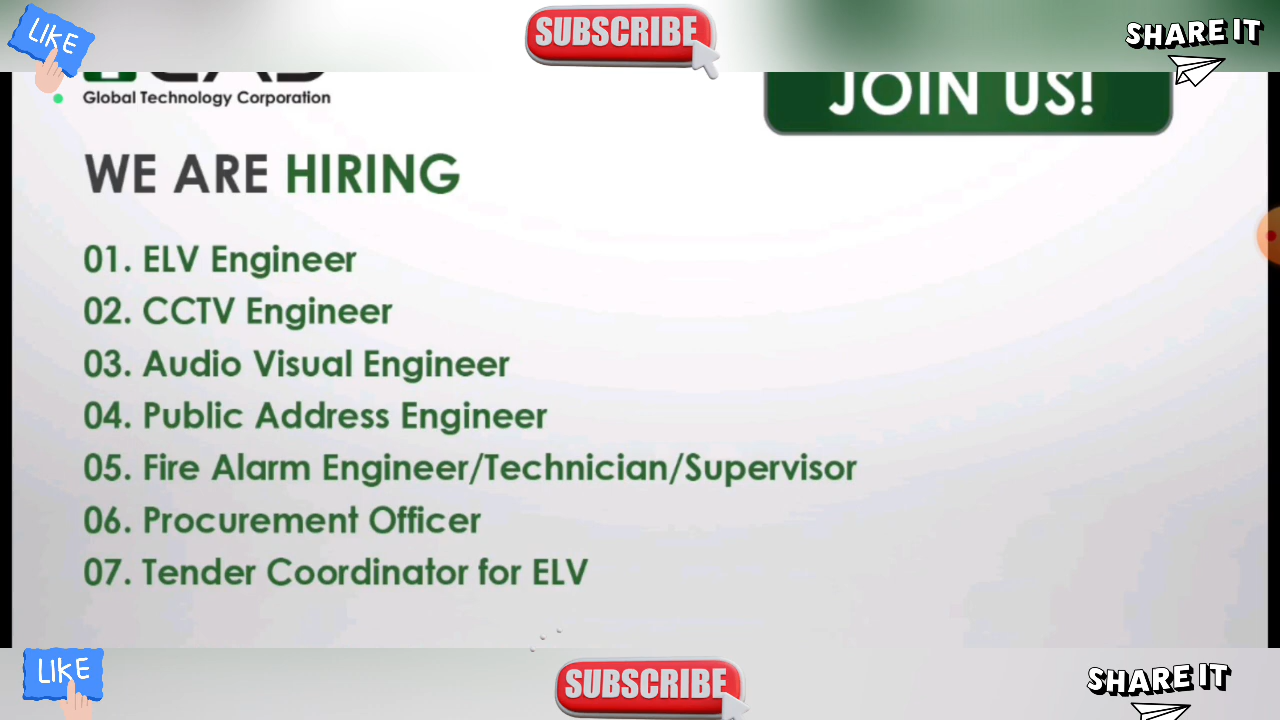 LIKE
SUBSCRIBE
SHARE IT
Global Technology Corporation
JOIN US!
WE ARE HIRING
01. ELV Engineer
02. CCTV Engineer
03. Audio Visual Engineer
04. Public Address Engineer
05. Fire Alarm Engineer/Technician/Supervisor
06. Procurement Officer
07. Tender Coordinator for ELV
LIKE
SUBSCRIBE
SHARE IT